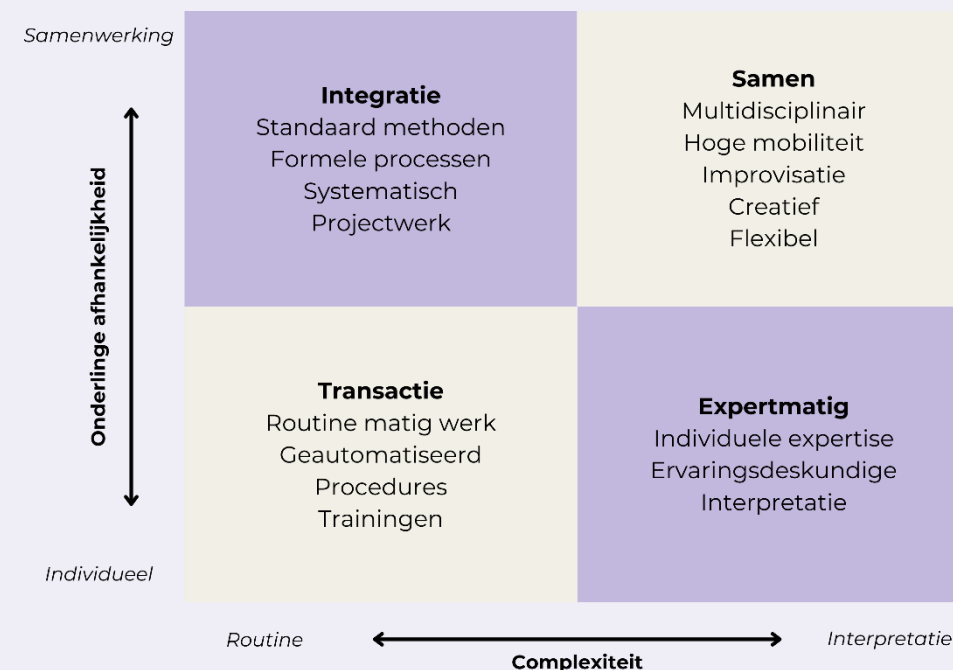 Samenwerking
Integratie
Standaard methoden
Formele processen
Systematisch
Projectwerk
Samen
Multidisciplinair
Hoge mobiliteit
Improvisatie
Creatief
Flexibel
Onderlinge afhankelijkheid
Transactie
Routine matig werk
Geautomatiseerd
Procedures
Trainingen
Expertmatig
Individuele expertise
Ervaringsdeskundige
Interpretatie
Individueel
Routine
Interpretatie
Complexiteit